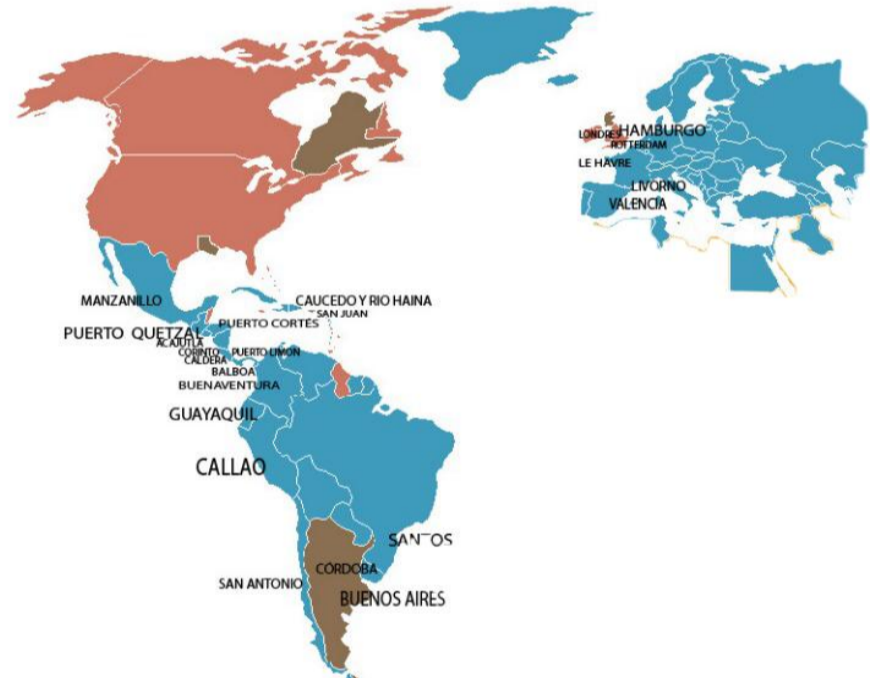 LONDRES
HAMBURGO
ROTTERDAM
LE HAVRE
LIVORNO
VALENCIA
MANZANILLO
CAUCEDO Y RIO HAINA
SAN JUAN
PUERTO CORTÉS
PUERTO QUETZAL
ACAJUTLA
CORINTO
PUERTO LIMON
CALDERA
BALBOA
BUENAVENTURA
GUAYAQUIL
CALLAO
SANTOS
CÓRDOBA
SAN ANTONIO
BUENOS AIRES